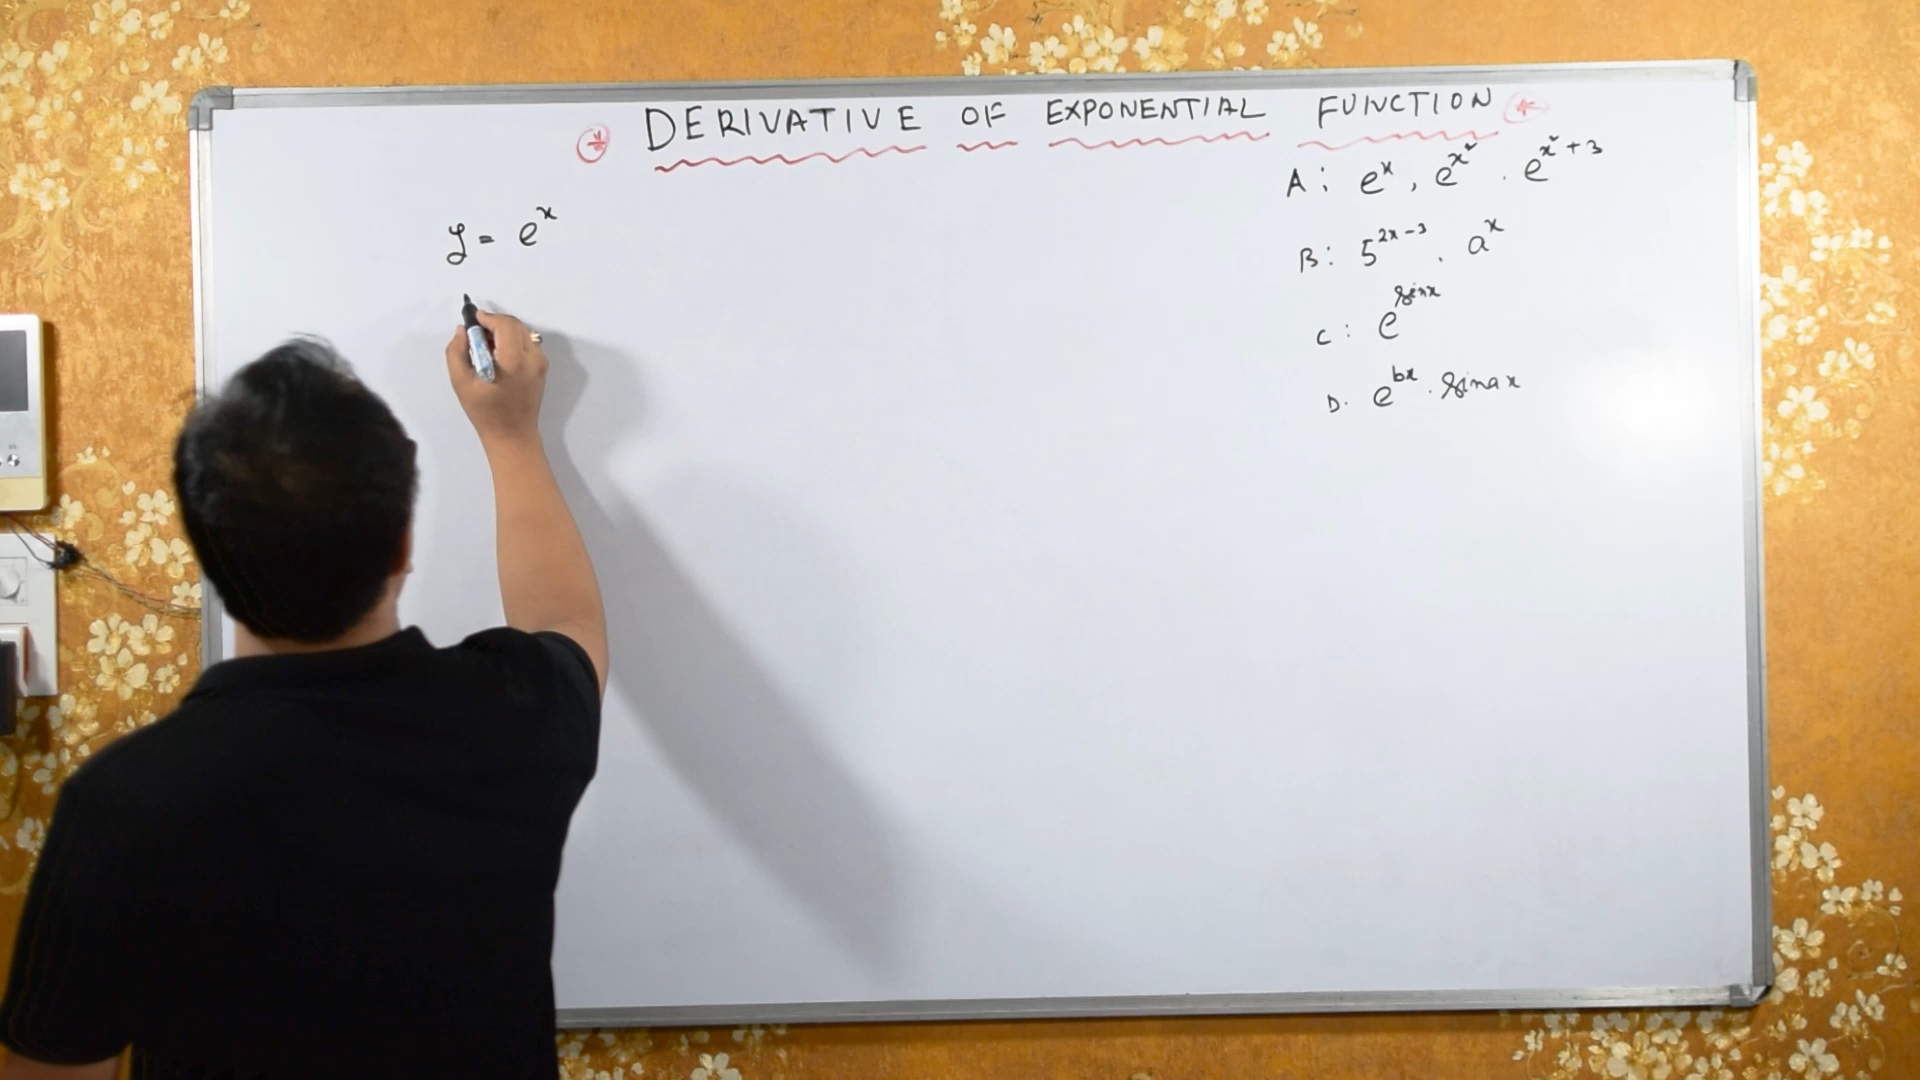 DERIVATIVE OF EXPONENTIAL FUNCTION
y = e^x
A: e^x, e^x², e^x²+3
B: 5^2x-3, a^x
C: e^sinx
D. e^bx. sinax